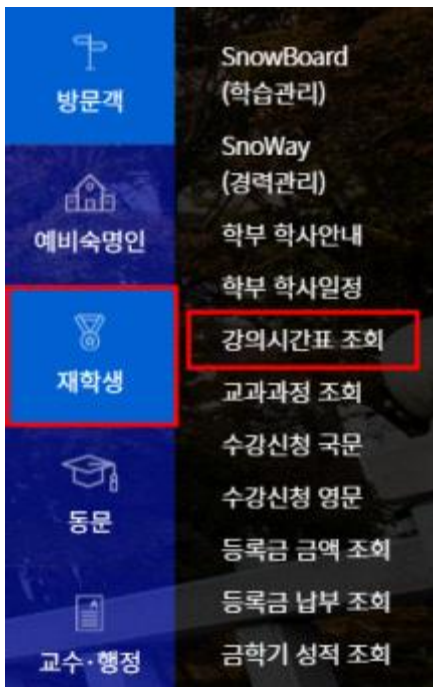 방문객
예비숙명인
재학생
동문
교수·행정
SnowBoard
(학습관리)
SnoWay
(경력관리)
학부 학사안내
학부 학사일정
강의시간표 조회
교과과정 조회
수강신청 국문
수강신청 영문
등록금 금액 조회
등록금 납부 조회
금학기 성적 조회